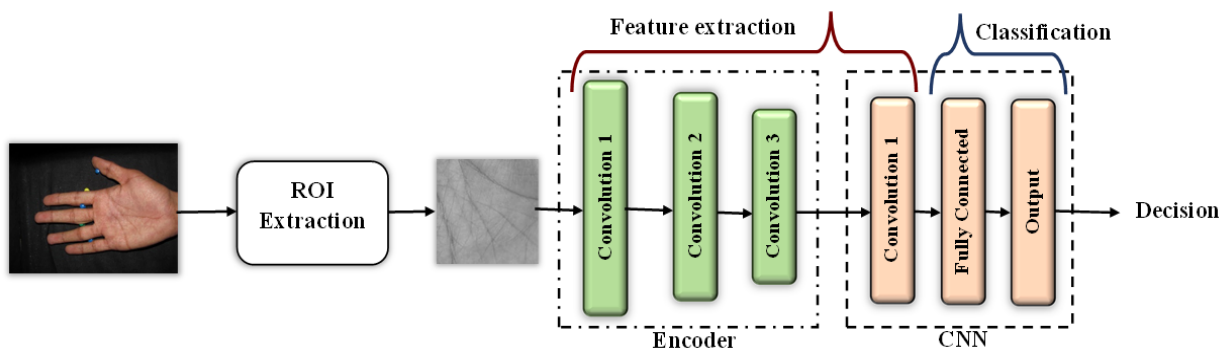 Feature extraction
Classification
ROI
Extraction
Convolution 1
Convolution 2
Convolution 3
Convolution 1
Fully Connected
Output
Decision
Encoder
CNN